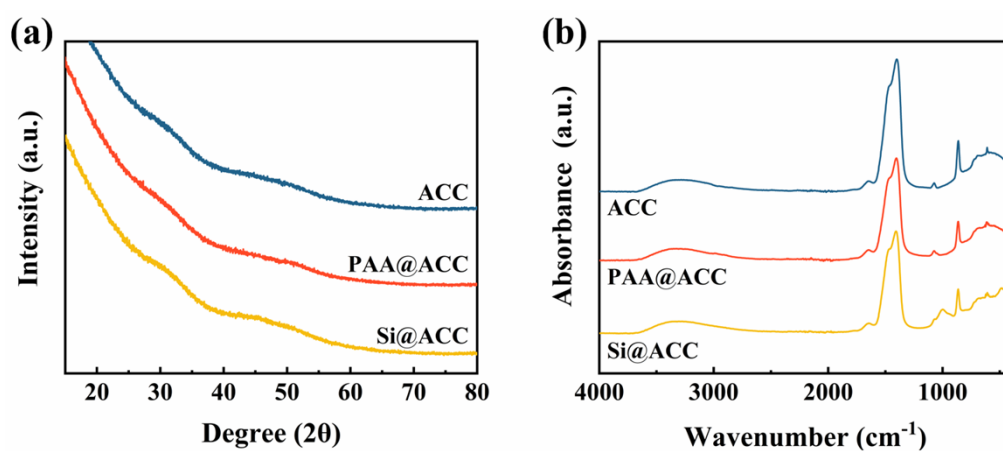 (a)
Intensity (a.u.)
ACC
PAA@ACC
Si@ACC
20 30 40 50 60 70 80
Degree (2θ)
(b)
Absorbance (a.u.)
ACC
PAA@ACC
Si@ACC
4000 3000 2000 1000
Wavenumber (cm⁻¹)